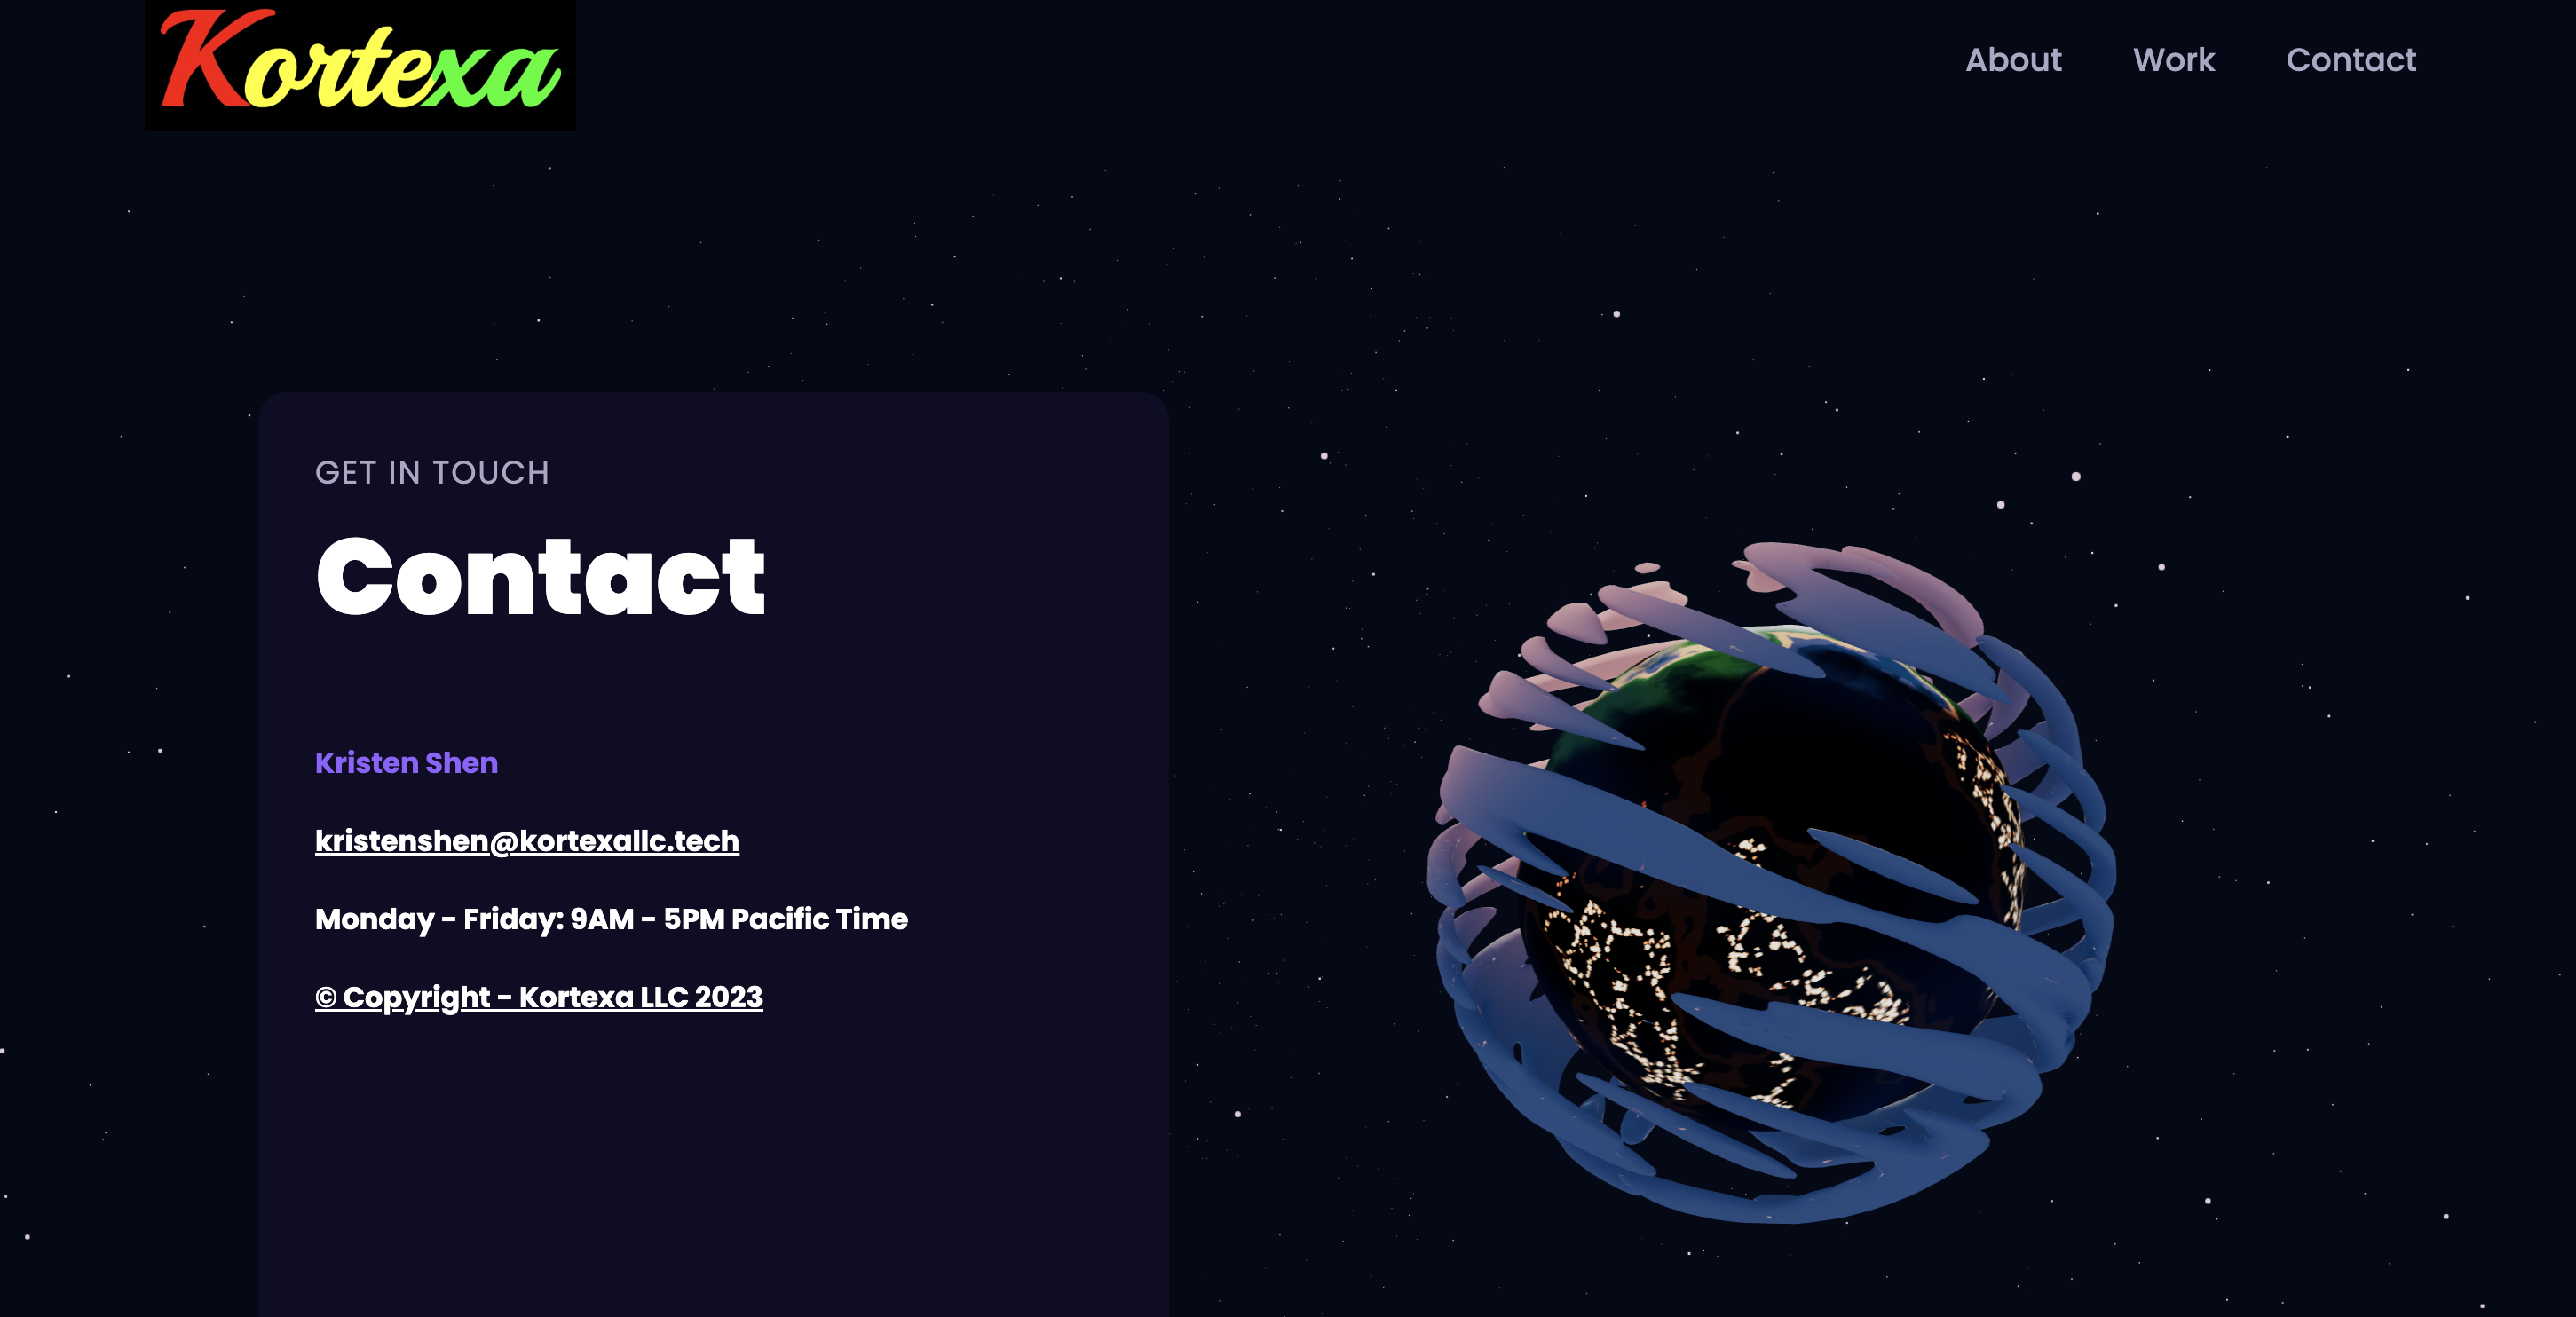 Kortexa
About
Work
Contact
GET IN TOUCH
Contact
Kristen Shen
kristenshen@kortexallc.tech
Monday - Friday: 9AM - 5PM Pacific Time
© Copyright - Kortexa LLC 2023